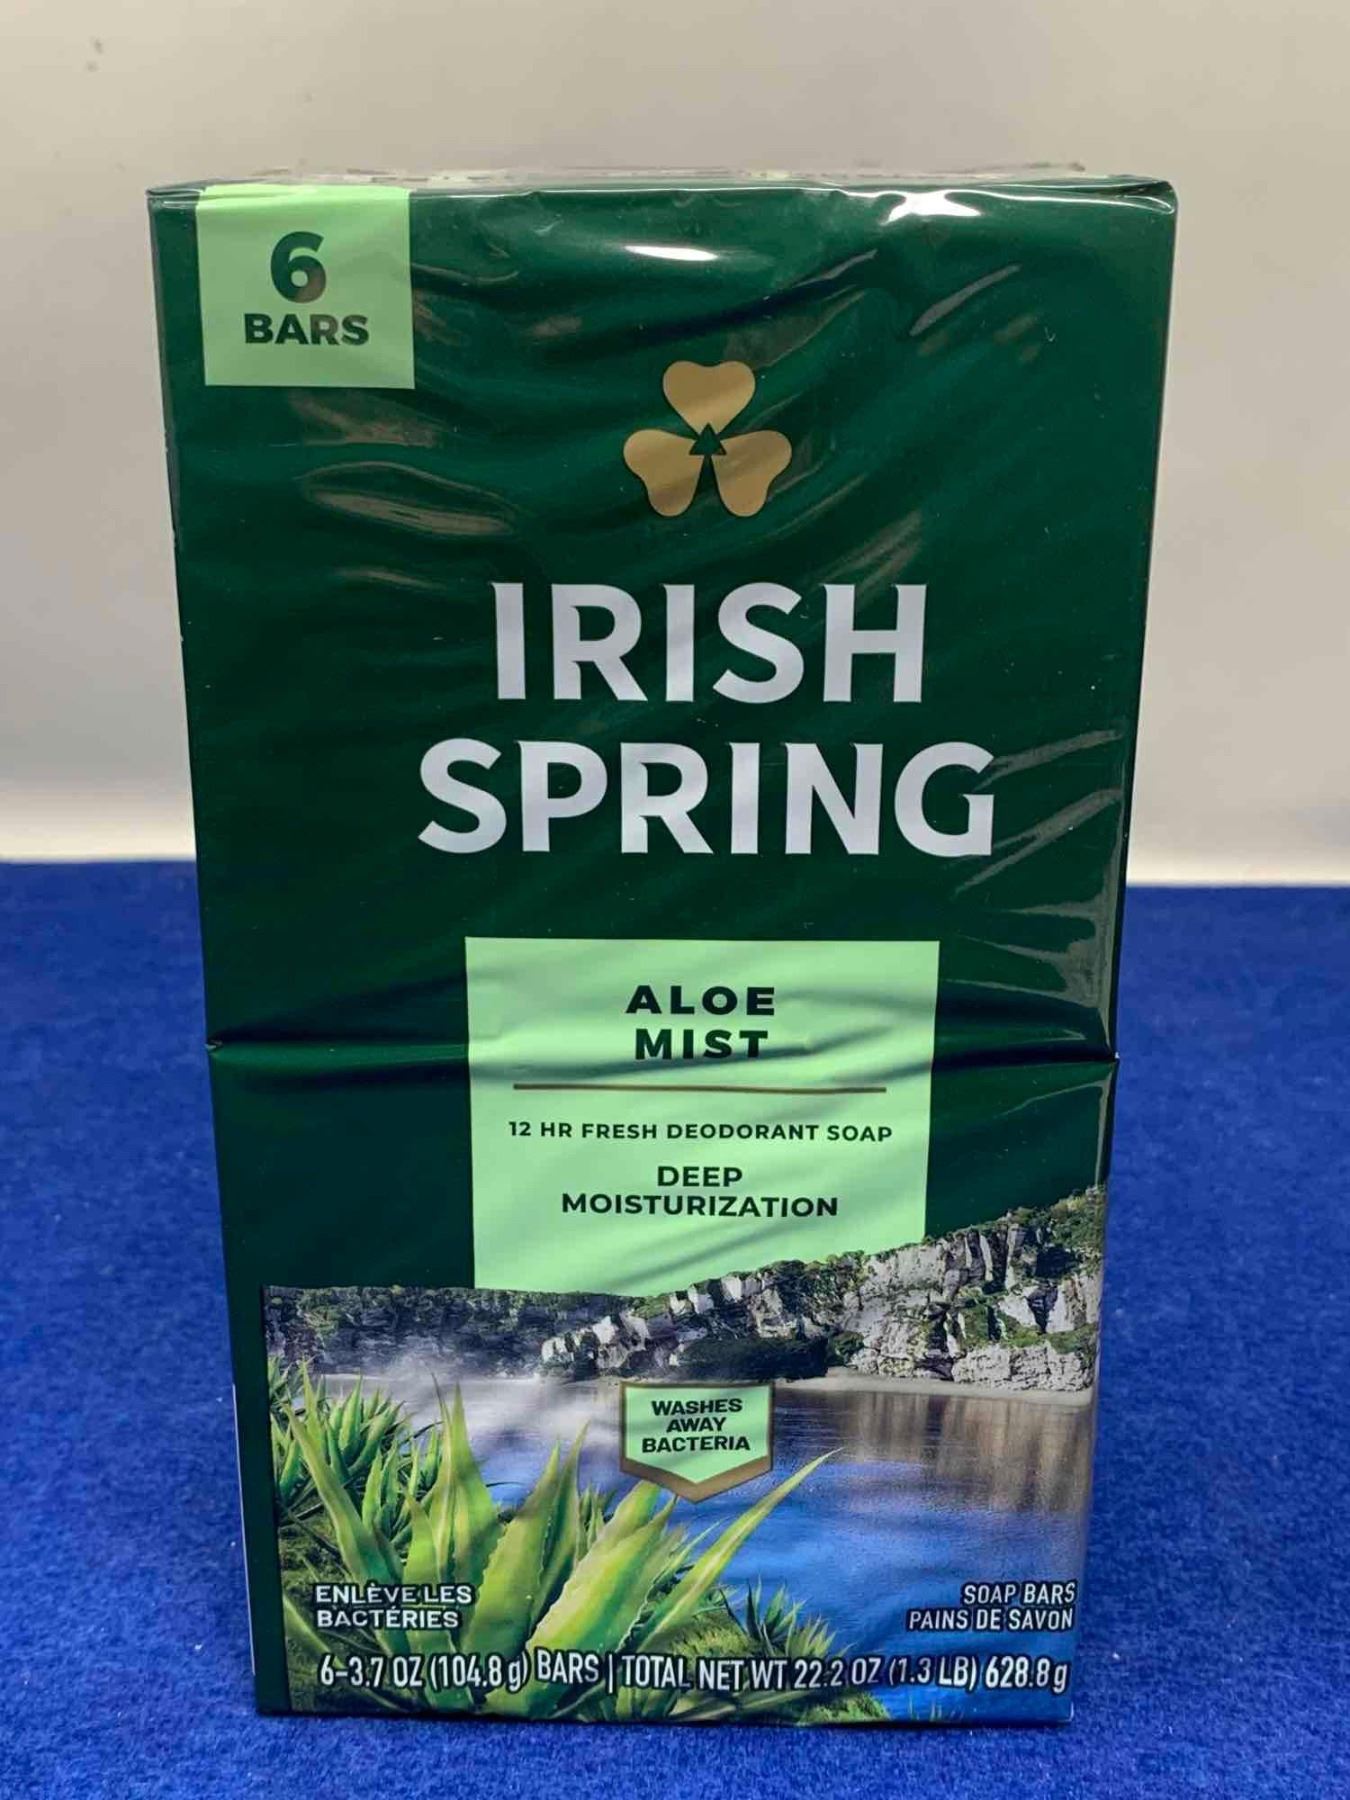 6
BARS
IRISH
SPRING
ALOE
MIST
12 HR FRESH DEODORANT SOAP
DEEP
MOISTURIZATION
WASHES
AWAY
BACTERIA
ENLÈVE LES
BACTÉRIES
SOAP BARS
PAINS DE SAVON
6-3.7 OZ (104.8 g) BARS | TOTAL NET WT 22.2 OZ (1.3 LB) 628.8 g